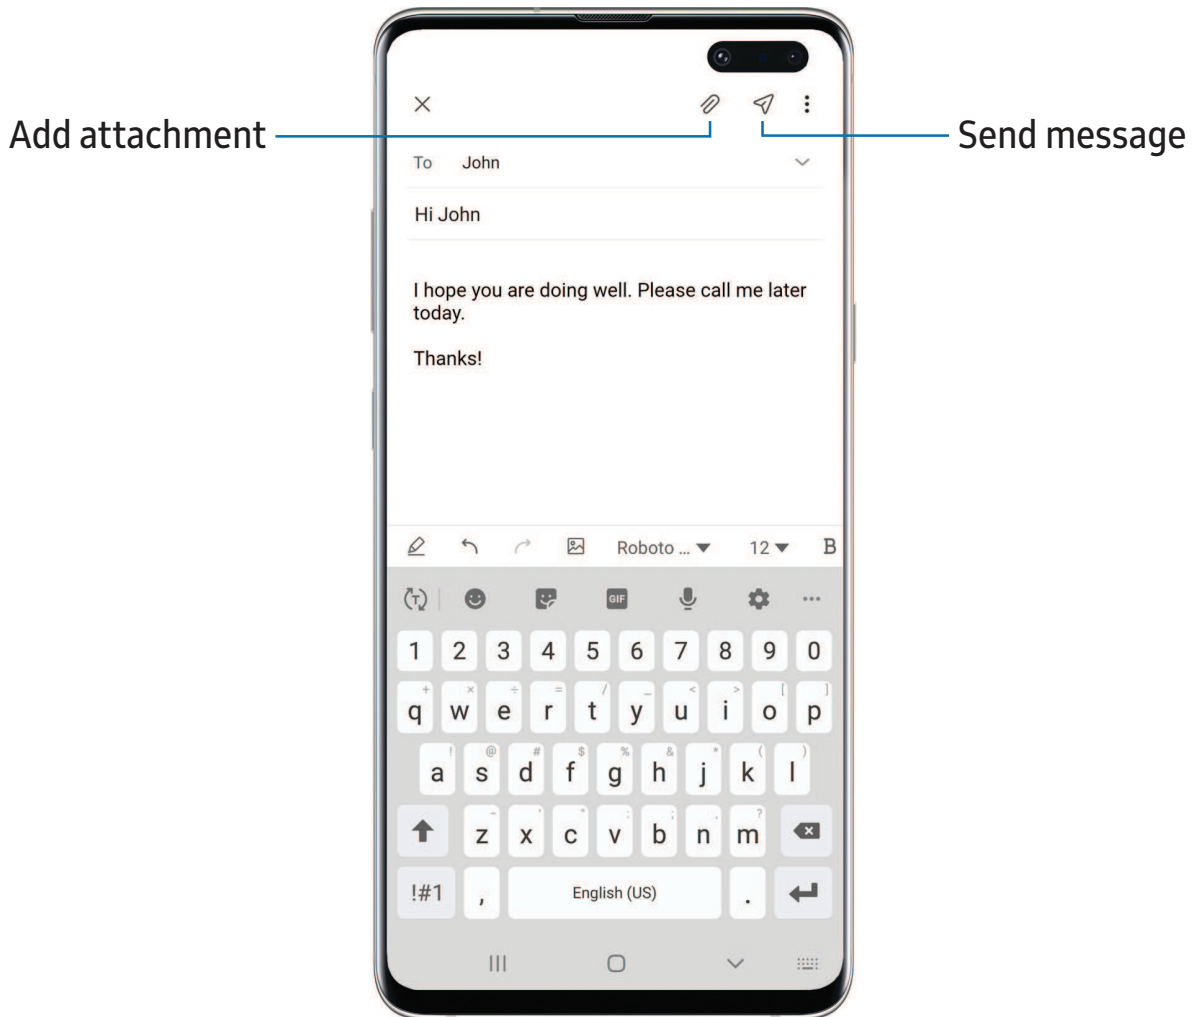 Add attachment
Send message
To John
Hi John
I hope you are doing well. Please call me later
today.
Thanks!
Roboto ... 12 B
T GIF
1 2 3 4 5 6 7 8 9 0
+ × ÷ = / _ < > [ ]
q w e r t y u i o p
! @ # $ % & * ( )
a s d f g h j k l
- ' " : ; , ?
z x c v b n m
!#1 , English (US) .